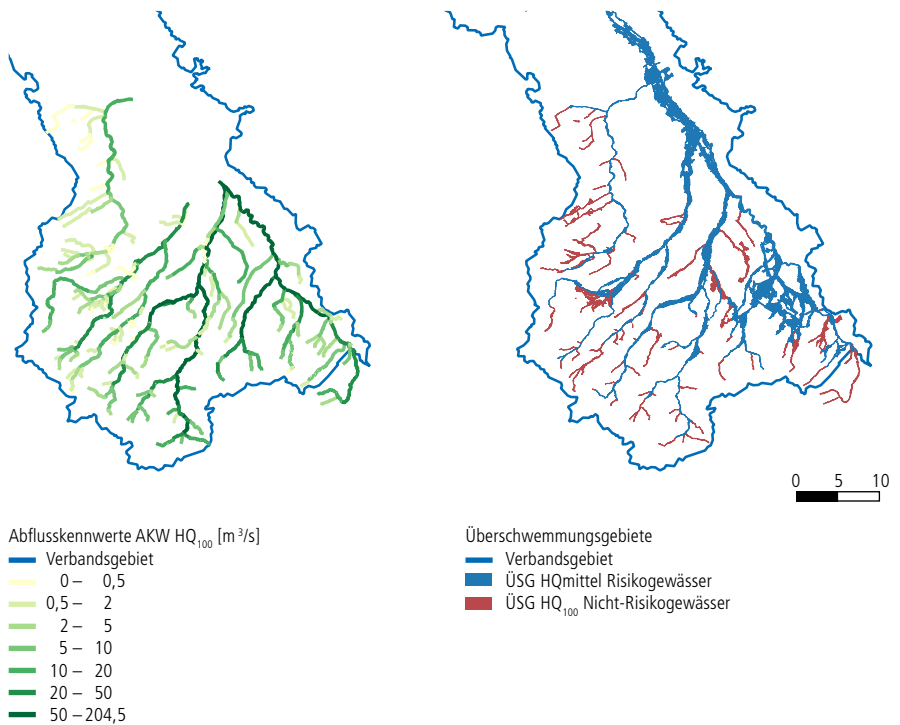 0 5 10
Abflusskennwerte AKW HQ100 [m³/s]
Verbandsgebiet
0 – 0,5
0,5 – 2
2 – 5
5 – 10
10 – 20
20 – 50
50 – 204,5
Überschwemmungsgebiete
Verbandsgebiet
ÜSG HQmittel Risikogewässer
ÜSG HQ100 Nicht-Risikogewässer